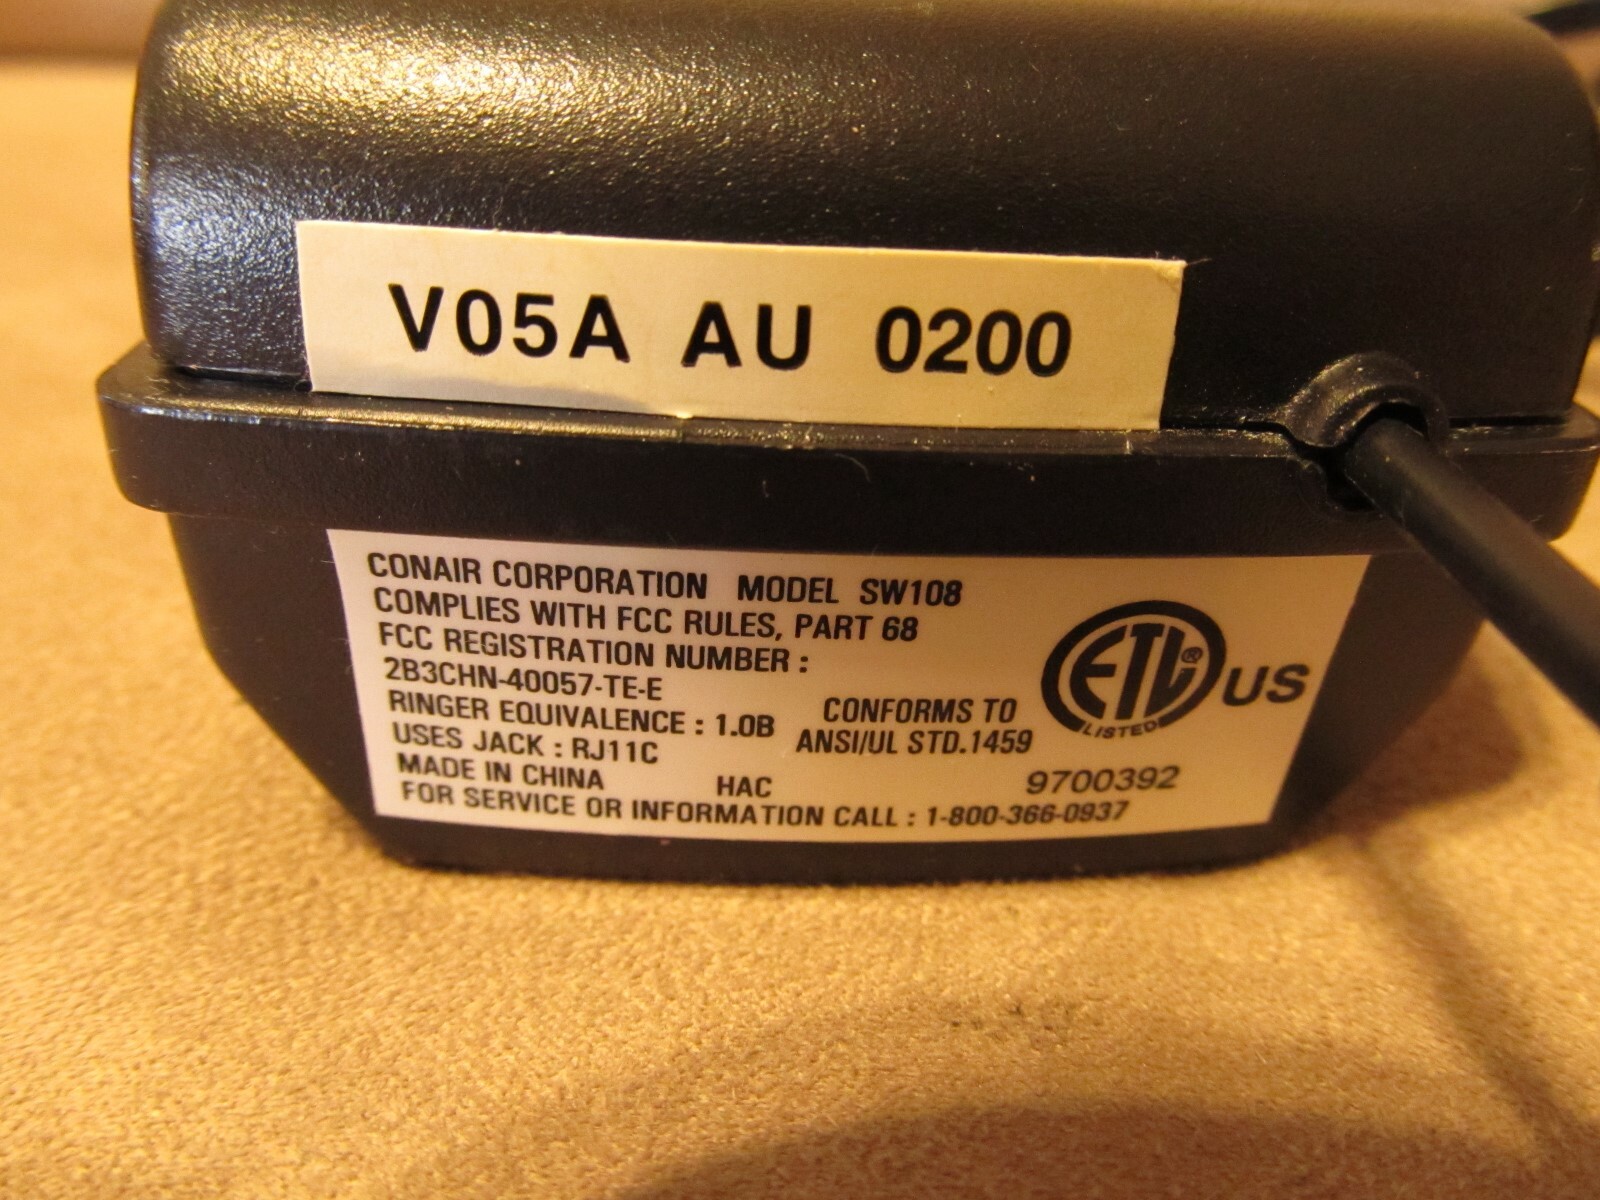 V05A AU 0200
CONAIR CORPORATION MODEL SW108
COMPLIES WITH FCC RULES, PART 68
FCC REGISTRATION NUMBER :
2B3CHN-40057-TE-E
RINGER EQUIVALENCE : 1.0B
USES JACK : RJ11C
MADE IN CHINA
HAC
CONFORMS TO
ANSI/UL STD.1459
ETL®
LISTED
US
9700392
FOR SERVICE OR INFORMATION CALL : 1-800-366-0937